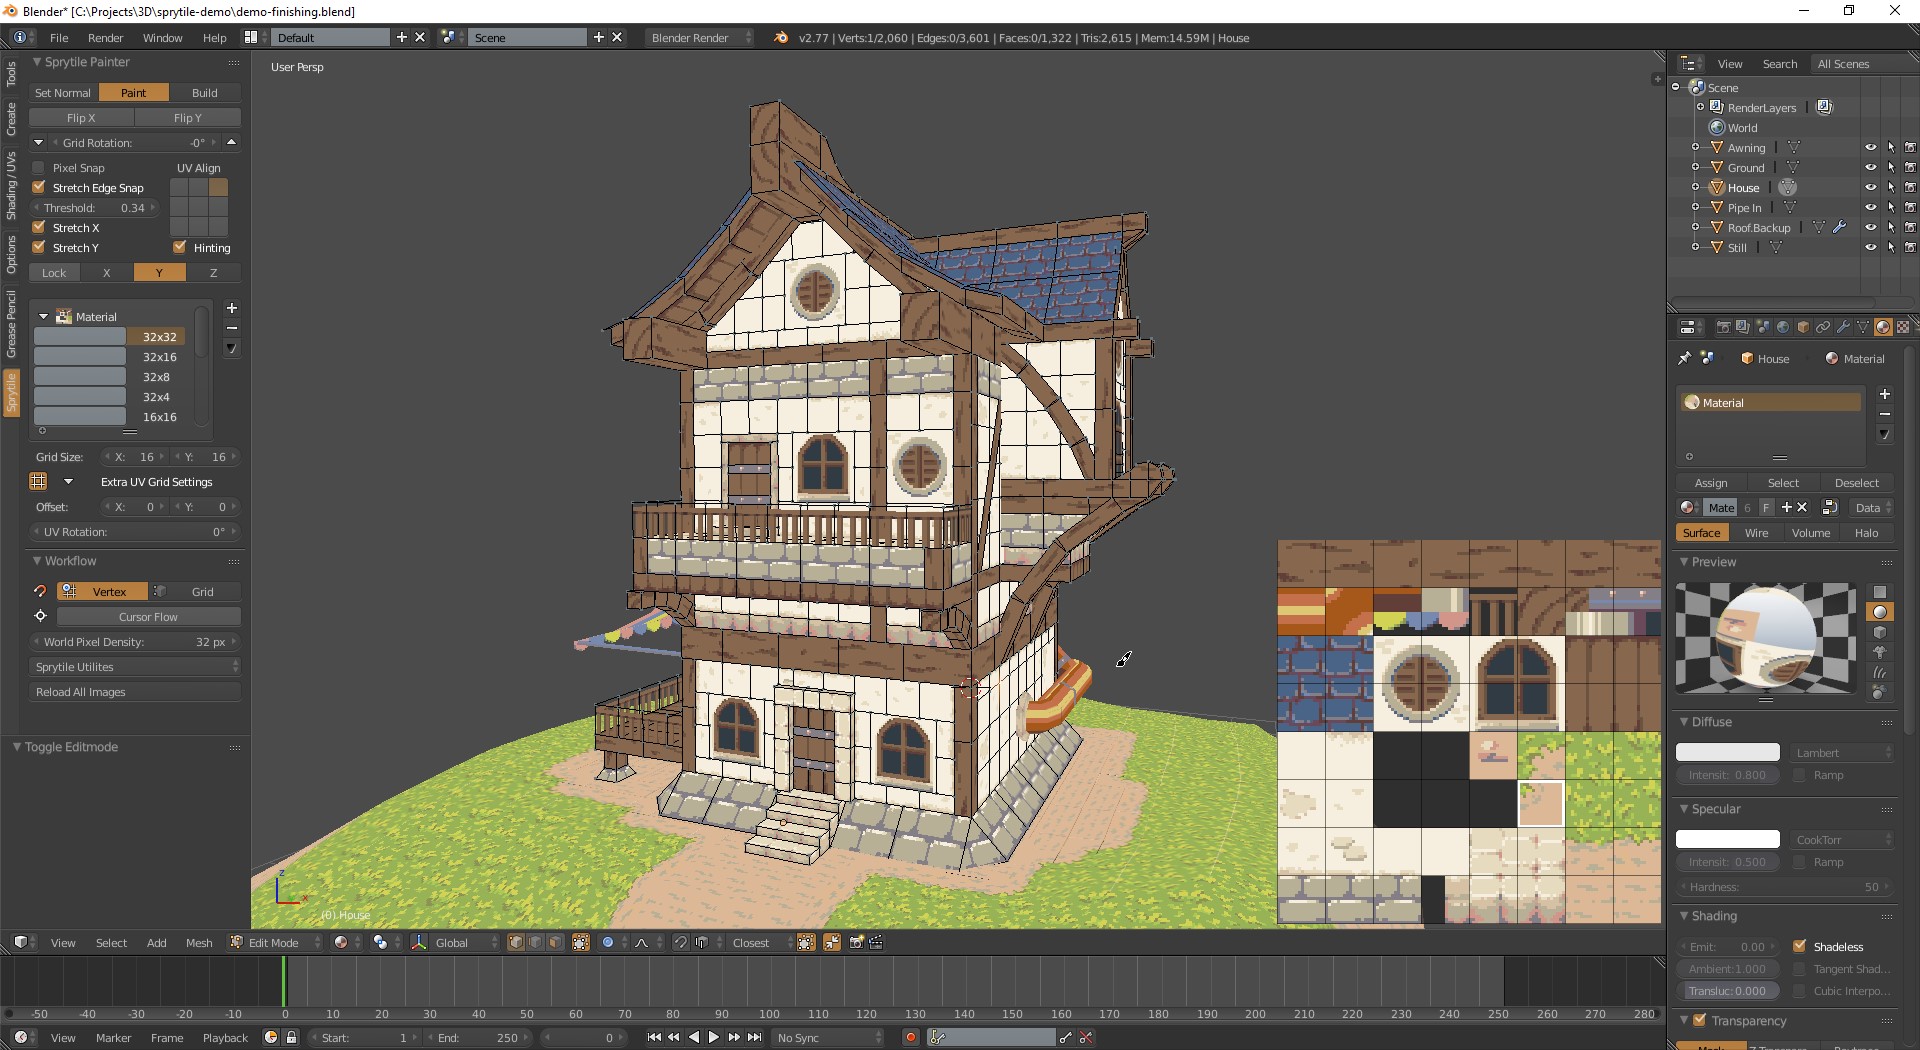 Blender* [C:\Projects\3D\sprytile-demo\demo-finishing.blend]
File Render Window Help Default Scene Blender Render v2.77 | Verts:1/2,060 | Edges:0/3,601 | Faces:0/1,322 | Tris:2,615 | Mem:14.59M | House
Tools
Create
Shading / UVs
Options
Grease Pencil
Sprytile
Sprytile Painter
Set Normal Paint Build
Flip X Flip Y
Grid Rotation: -0°
Pixel Snap UV Align
Stretch Edge Snap
Threshold: 0.34
Stretch X
Stretch Y Hinting
Lock X Y Z
Material
32x32
32x16
32x8
32x4
16x16
Grid Size: X: 16 Y: 16
Extra UV Grid Settings
Offset: X: 0 Y: 0
UV Rotation: 0°
Workflow
Vertex Grid
Cursor Flow
World Pixel Density: 32 px
Sprytile Utilites
Reload All Images
Toggle Editmode
User Persp
z
x
(0) House
View Select Add Mesh Edit Mode Global Closest
View Search All Scenes
Scene
RenderLayers |
World
Awning |
Ground |
House |
Pipe In |
Roof.Backup |
Still |
House Material
Material
Assign Select Deselect
Mate 6 F Data
Surface Wire Volume Halo
Preview
Diffuse
Lambert
Intensit: 0.800 Ramp
Specular
CookTorr
Intensit: 0.500 Ramp
Hardness: 50
Shading
Emit: 0.00 Shadeless
Ambient: 1.000 Tangent Shad...
Transluc: 0.000 Cubic Interpo...
Transparency
-50 -40 -30 -20 -10 0 10 20 30 40 50 60 70 80 90 100 110 120 130 140 150 160 170 180 190 200 210 220 230 240 250 260 270 280
View Marker Frame Playback Start: 1 End: 250 0 No Sync